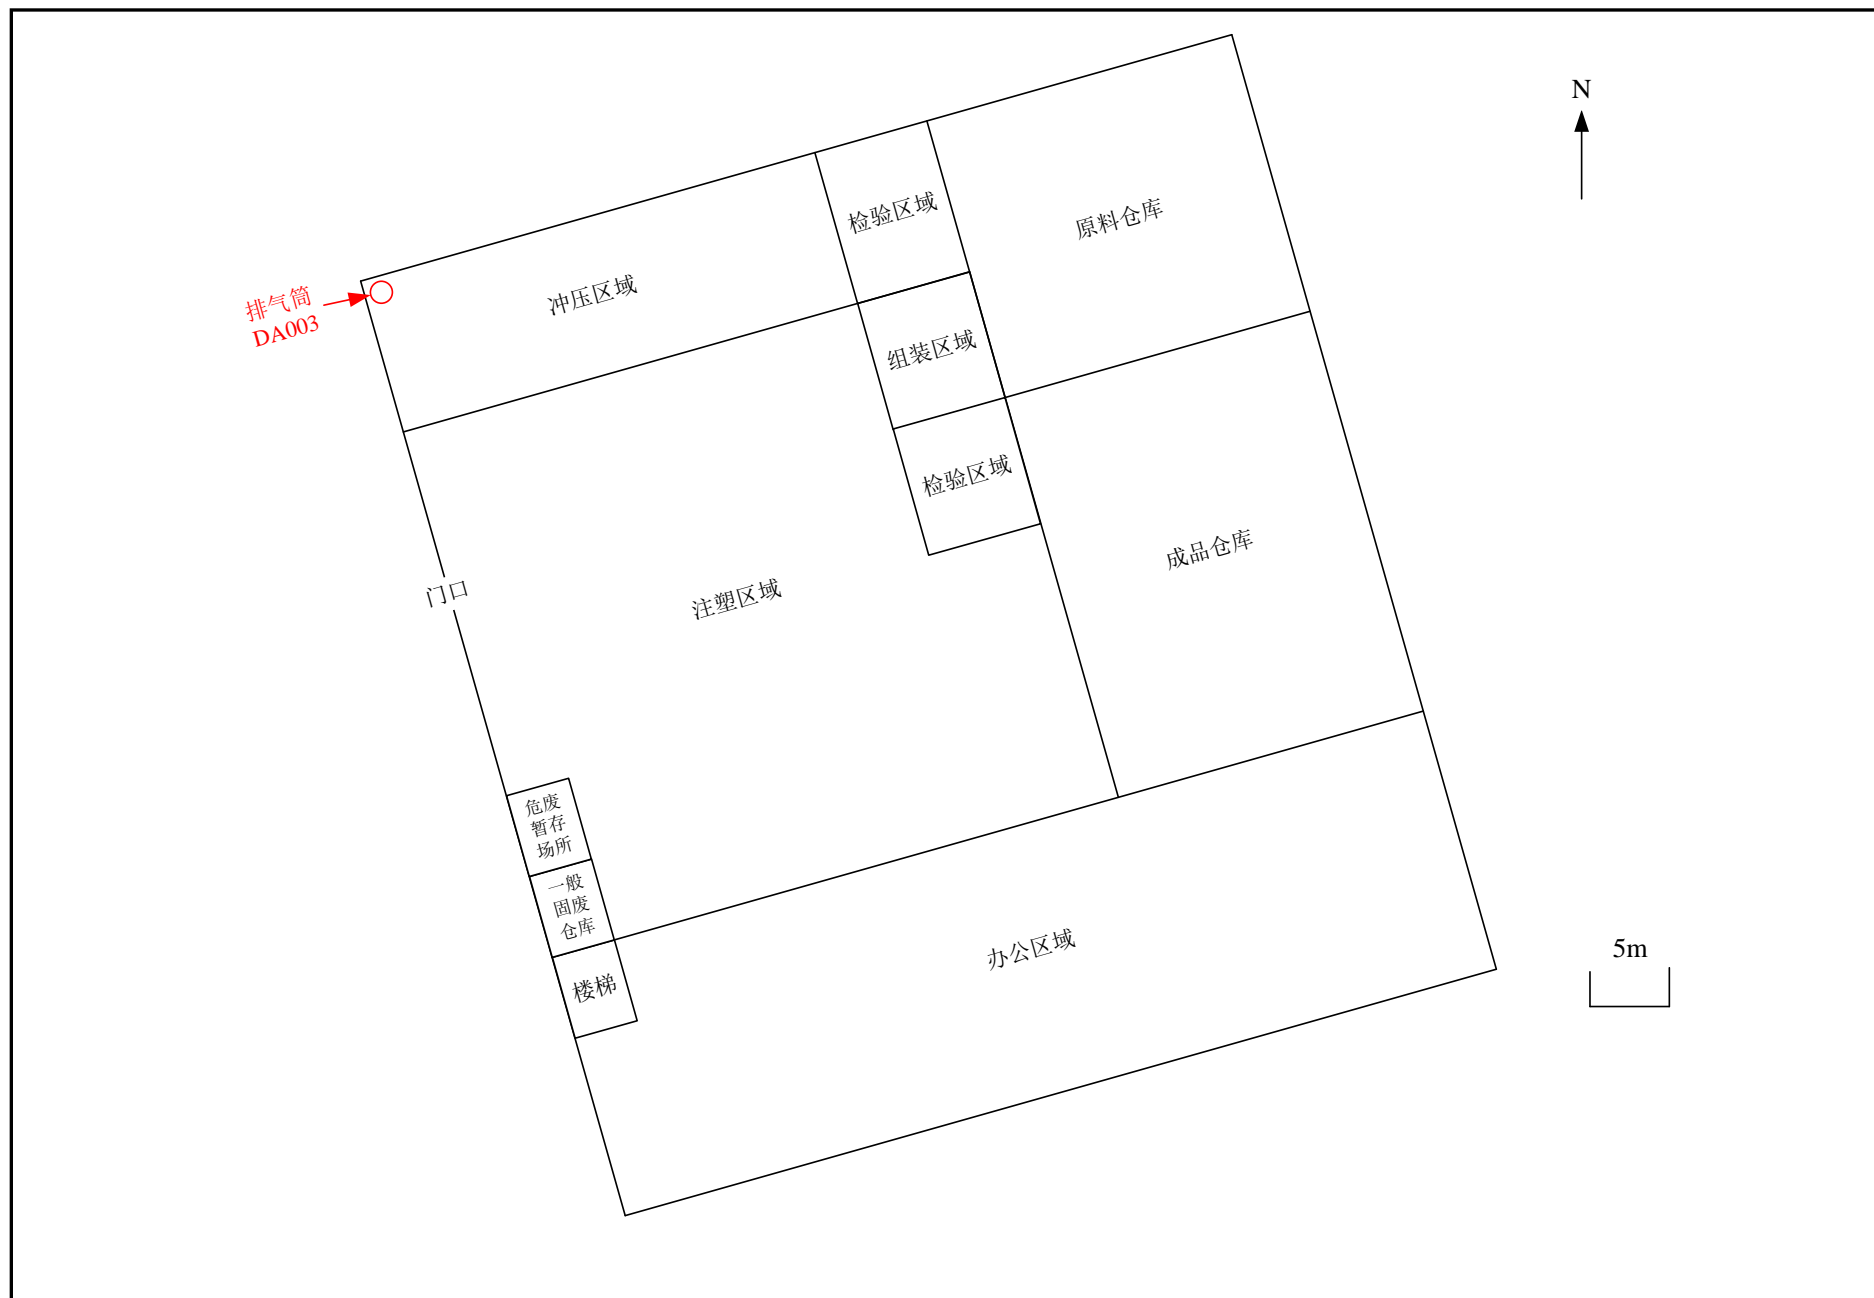 N
检验区域
原料仓库
冲压区域
排气筒
DA003
组装区域
检验区域
成品仓库
门口
注塑区域
危废
暂存
场所
一般
固废
仓库
办公区域
5m
楼梯